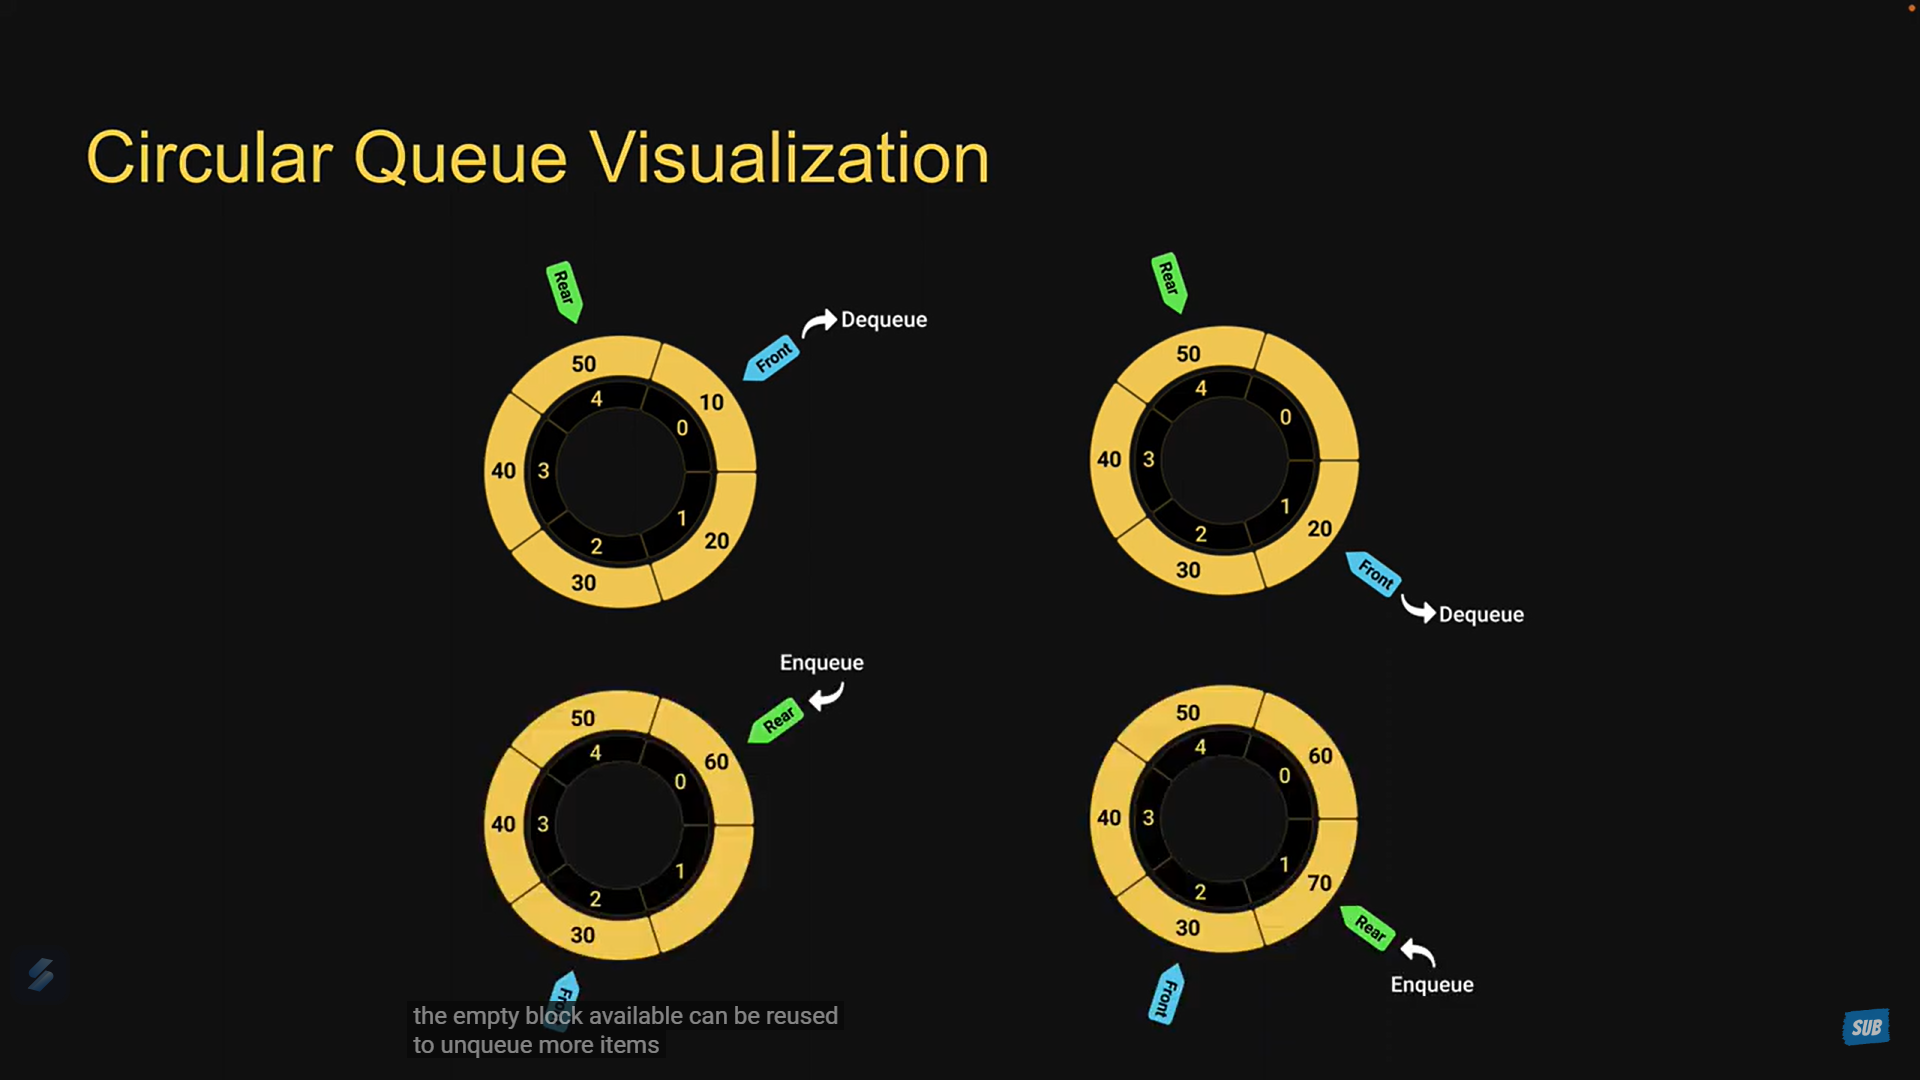 Circular Queue Visualization
Rear
Front
Dequeue
50
10
4
0
40
3
1
2
20
30
Rear
50
4
0
40
3
1
2
20
30
Front
Dequeue
Enqueue
Rear
50
60
4
0
40
3
1
2
30
50
60
4
0
40
3
1
2
70
30
Rear
Front
Enqueue
the empty block available can be reused
to unqueue more items
SUB